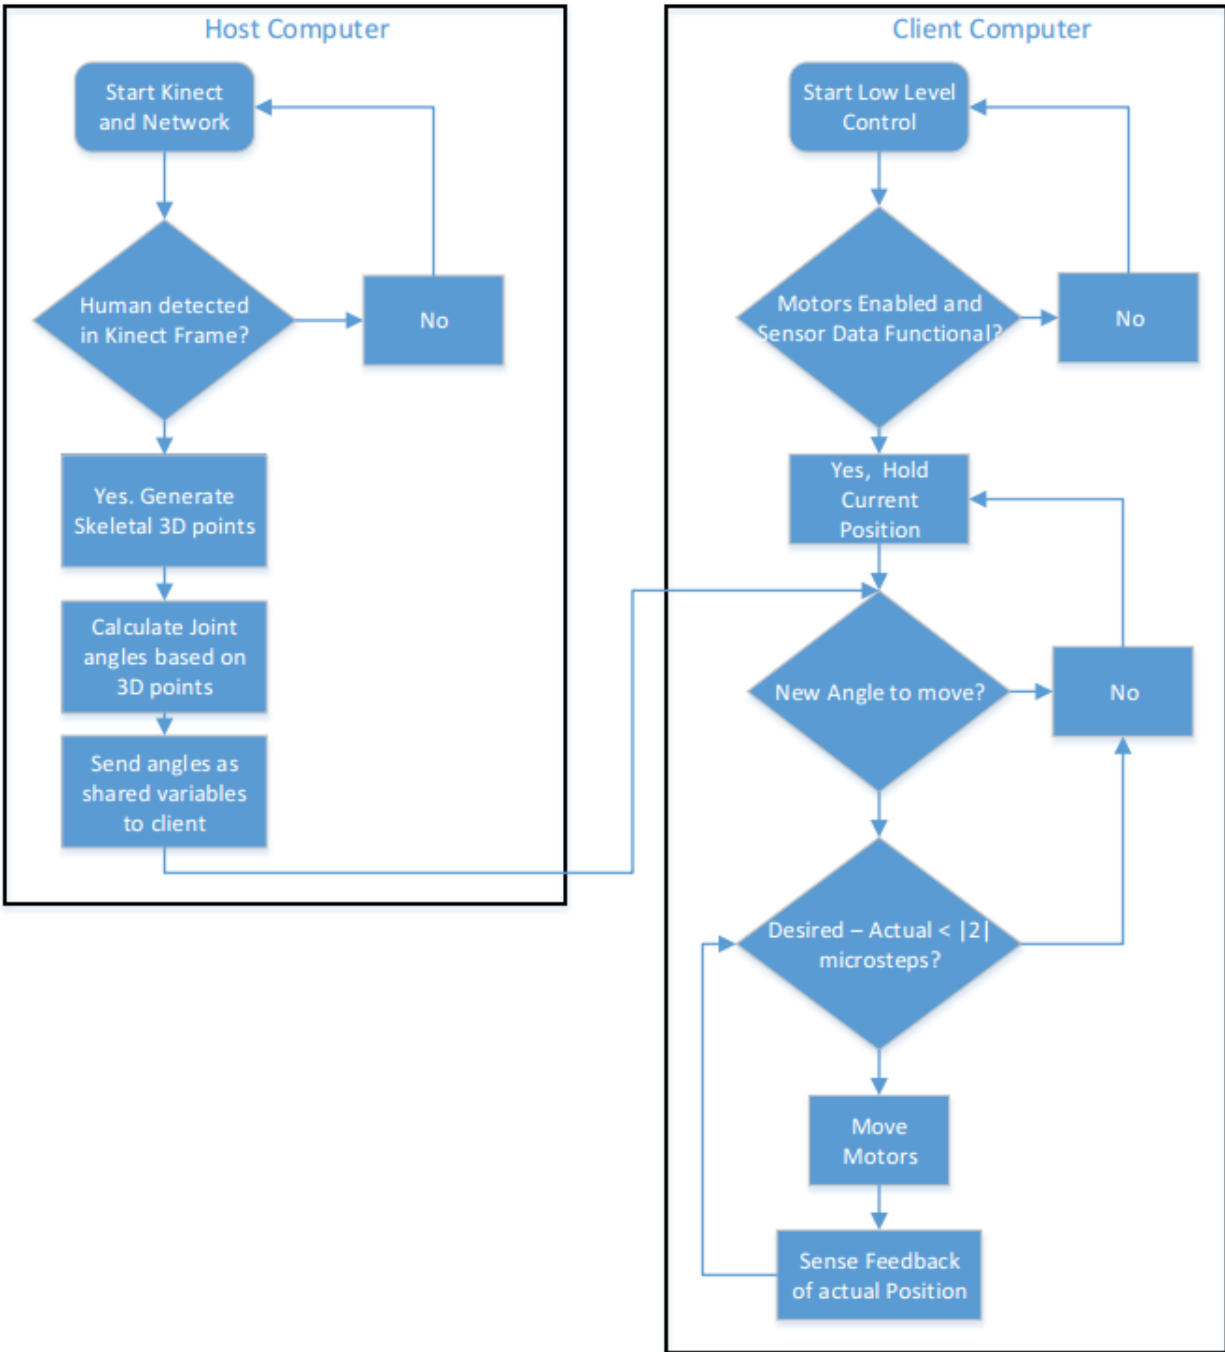 Host Computer
Start Kinect
and Network
Human detected
in Kinect Frame?
No
Yes. Generate
Skeletal 3D points
Calculate Joint
angles based on
3D points
Send angles as
shared variables
to client
Client Computer
Start Low Level
Control
Motors Enabled and
Sensor Data Functional?
No
Yes, Hold
Current
Position
New Angle to move?
No
Desired – Actual < |2|
microsteps?
Move
Motors
Sense Feedback
of actual Position